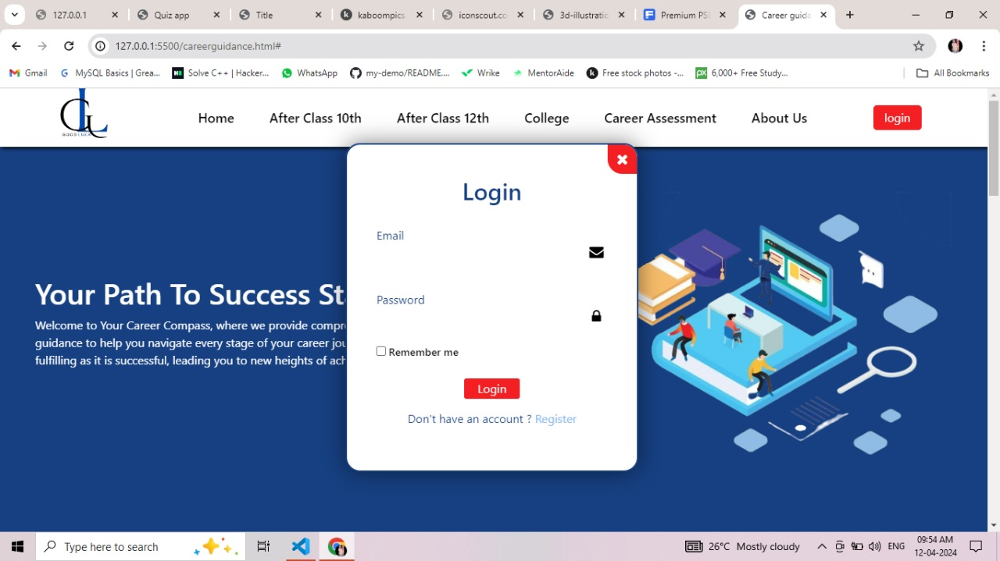 127.0.0.1
Quiz app
Title
kaboompics.
iconscout.co
3d-illustratio
Premium PSI
Career guida
127.0.0.1:5500/careerguidance.html#
Gmail
MySQL Basics | Grea...
Solve C++ | Hacker...
WhatsApp
my-demo/README....
Wrike
MentorAide
Free stock photos -...
6,000+ Free Study...
All Bookmarks
GL
GOOD LUCK
Home
After Class 10th
After Class 12th
College
Career Assessment
About Us
login
Your Path To Success Sta
Welcome to Your Career Compass, where we provide compre
guidance to help you navigate every stage of your career jou
fulfilling as it is successful, leading you to new heights of ach
Login
Email
Password
Remember me
Login
Don't have an account ? Register
Type here to search
26°C Mostly cloudy
ENG
09:54 AM
12-04-2024